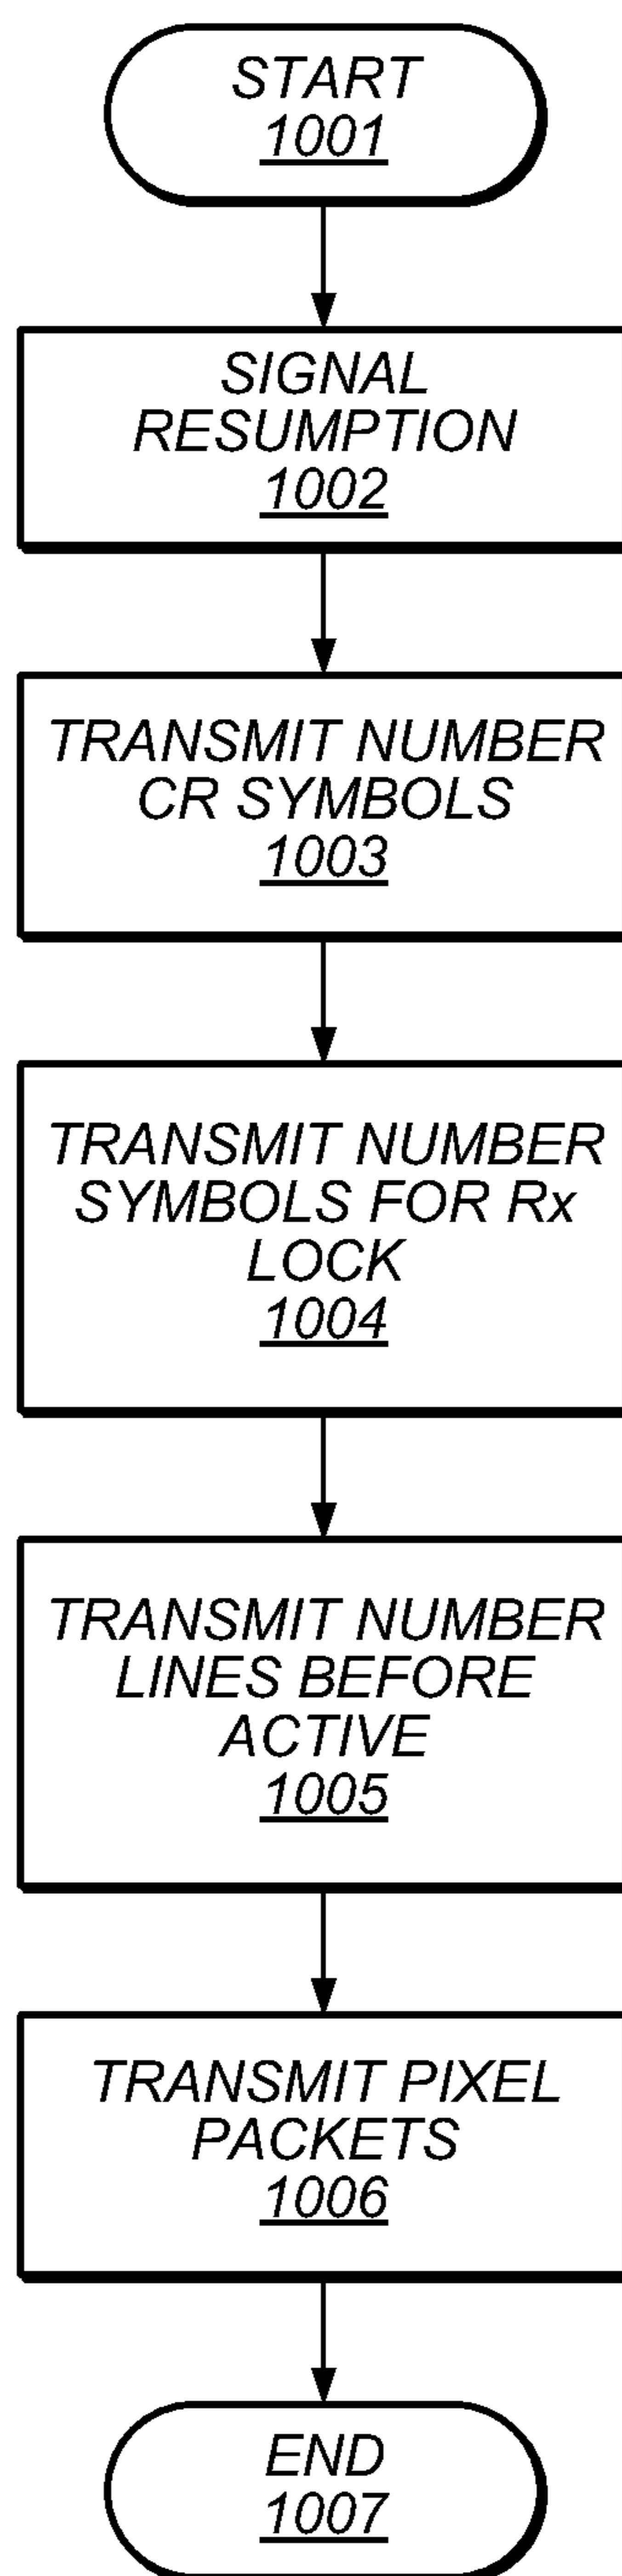 START
1001
SIGNAL
RESUMPTION
1002
TRANSMIT NUMBER
CR SYMBOLS
1003
TRANSMIT NUMBER
SYMBOLS FOR Rx
LOCK
1004
TRANSMIT NUMBER
LINES BEFORE
ACTIVE
1005
TRANSMIT PIXEL
PACKETS
1006
END
1007